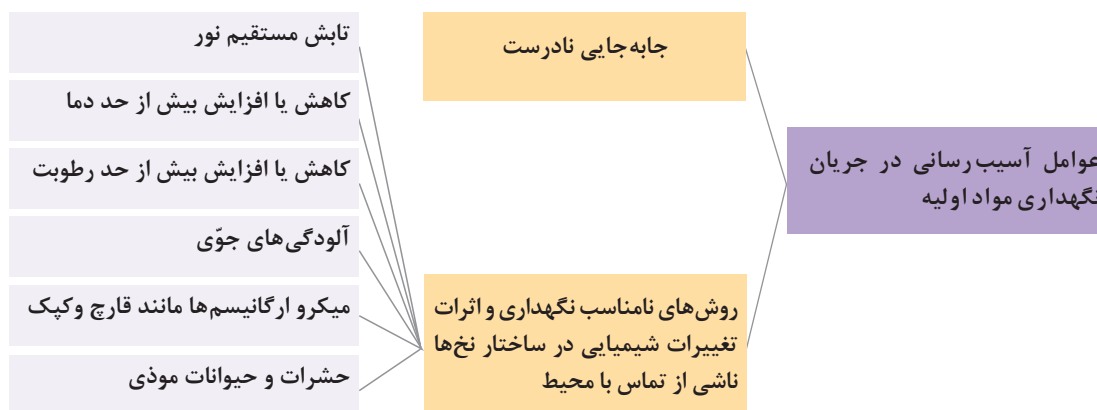 عوامل آسیب‌رسانی در جریان
نگهداری مواد اولیه
جابه‌جایی نادرست
روش‌های نامناسب نگهداری و اثرات
تغییرات شیمیایی در ساختار نخ‌ها
ناشی از تماس با محیط
تابش مستقیم نور
کاهش یا افزایش بیش از حد دما
کاهش یا افزایش بیش از حد رطوبت
آلودگی‌های جوّی
میکرو ارگانیسم‌ها مانند قارچ وکپک
حشرات و حیوانات موذی